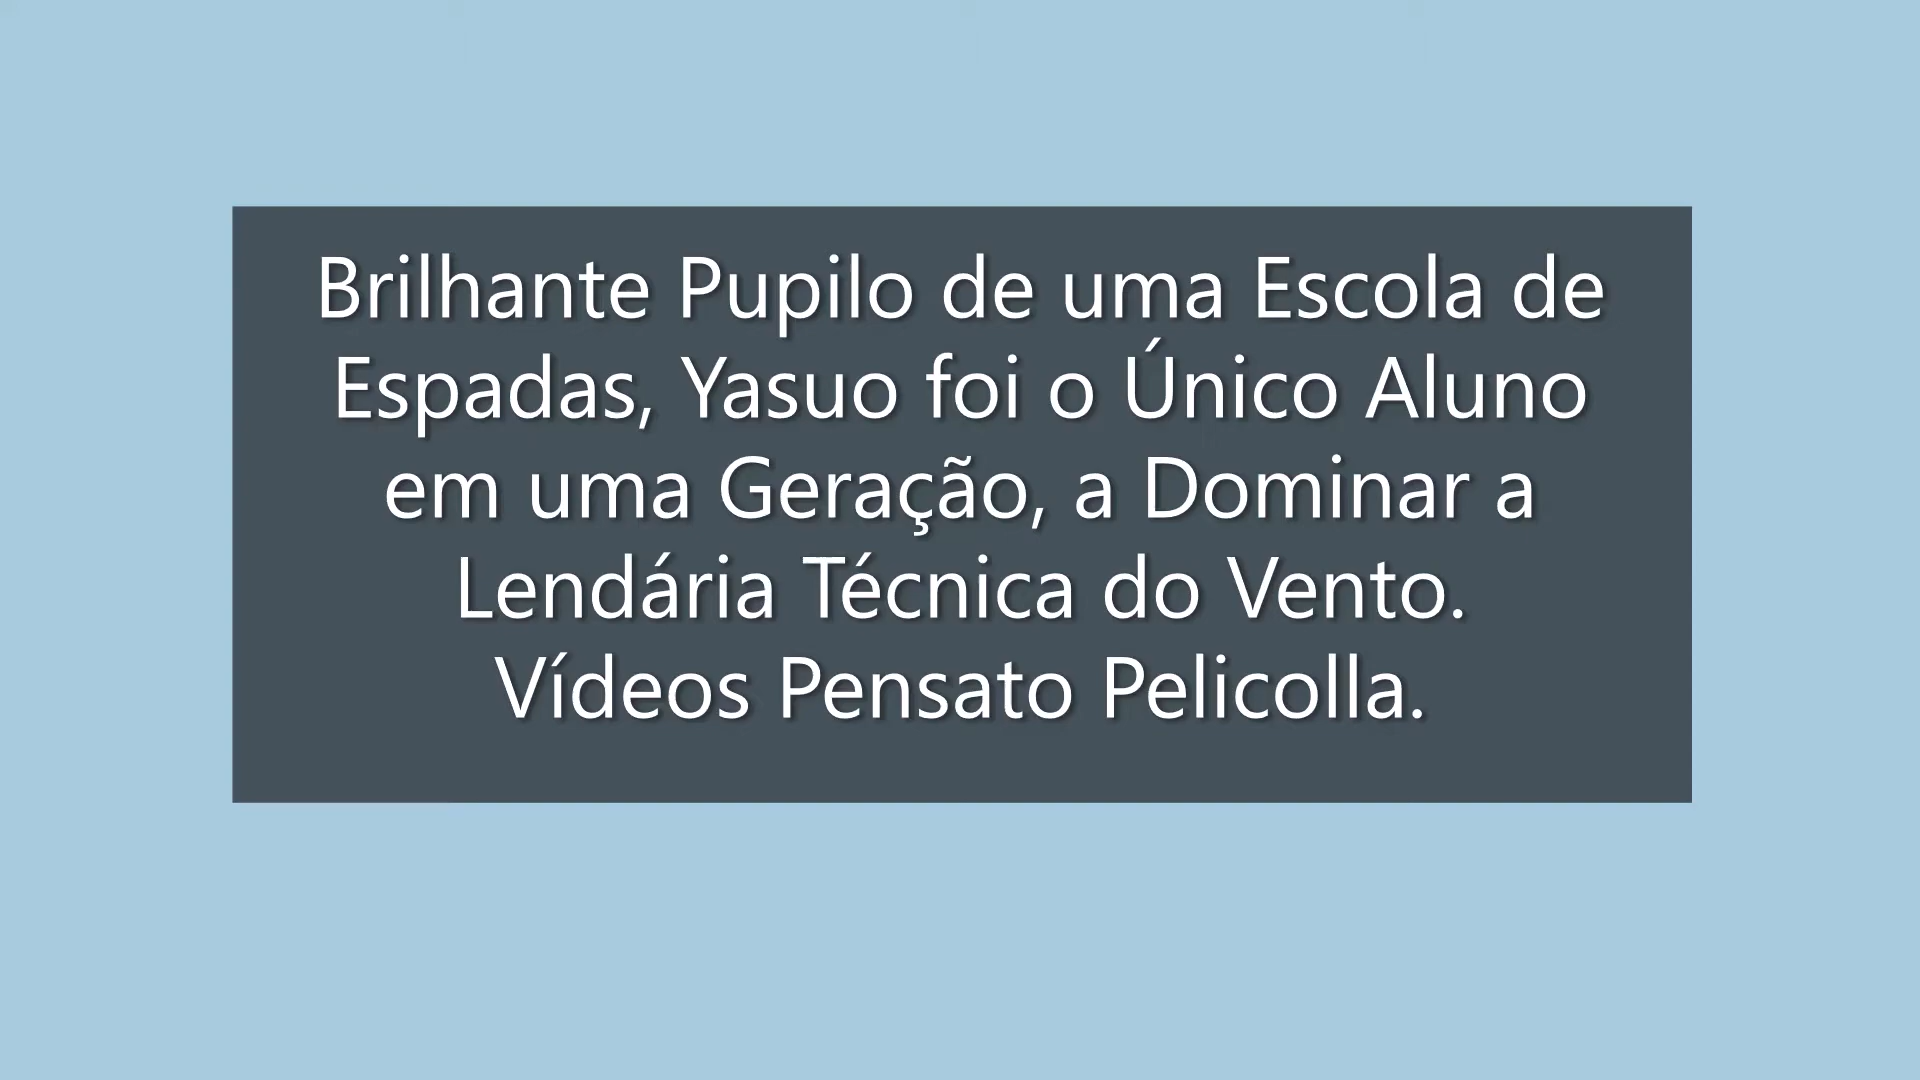 Brilhante Pupilo de uma Escola de
Espadas, Yasuo foi o Único Aluno
em uma Geração, a Dominar a
Lendária Técnica do Vento.
Vídeos Pensato Pelicolla.